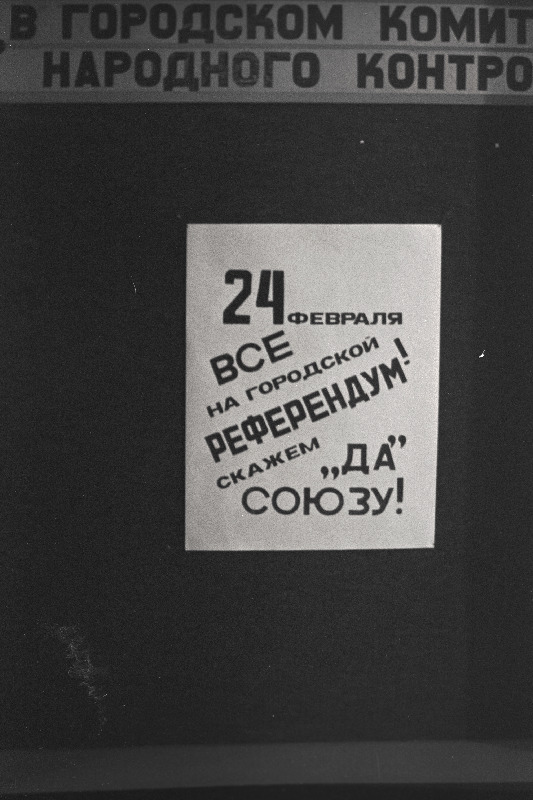 В ГОРОДСКОМ КОМИТ
НАРОДНОГО КОНТРО
24 ФЕВРАЛЯ
ВСЕ
НА ГОРОДСКОЙ
РЕФЕРЕНДУМ!
СКАЖЕМ „ДА”
СОЮЗУ!